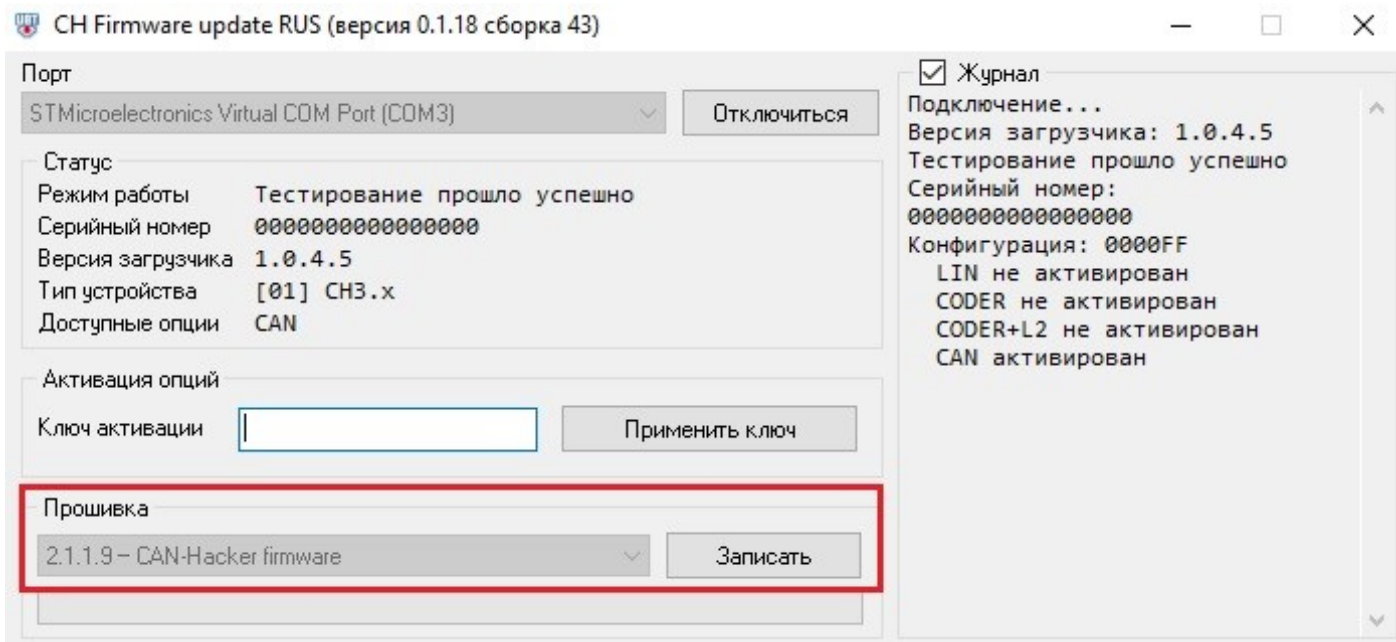 CH Firmware update RUS (версия 0.1.18 сборка 43)
Порт
STMicroelectronics Virtual COM Port (COM3)
Отключиться
Статус
Режим работы Тестирование прошло успешно
Серийный номер 0000000000000000
Версия загрузчика 1.0.4.5
Тип устройства [01] CH3.x
Доступные опции CAN
Активация опций
Ключ активации
Применить ключ
Прошивка
2.1.1.9 – CAN-Hacker firmware
Записать
Журнал
Подключение...
Версия загрузчика: 1.0.4.5
Тестирование прошло успешно
Серийный номер:
0000000000000000
Конфигурация: 0000FF
LIN не активирован
CODER не активирован
CODER+L2 не активирован
CAN активирован